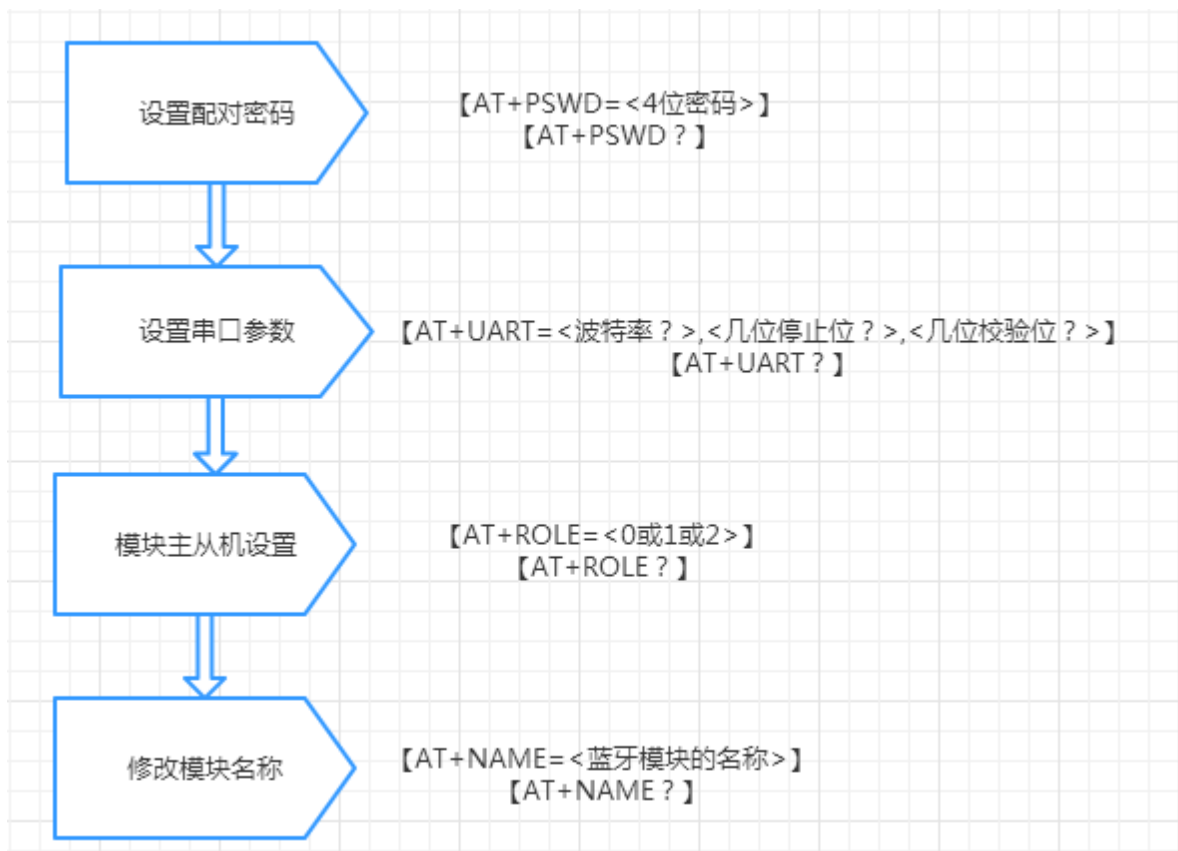 设置配对密码
【AT+PSWD=<4位密码>】
【AT+PSWD？】
设置串口参数
【AT+UART=<波特率？>,<几位停止位？>,<几位校验位？>】
【AT+UART？】
模块主从机设置
【AT+ROLE=<0或1或2>】
【AT+ROLE？】
修改模块名称
【AT+NAME=<蓝牙模块的名称>】
【AT+NAME？】